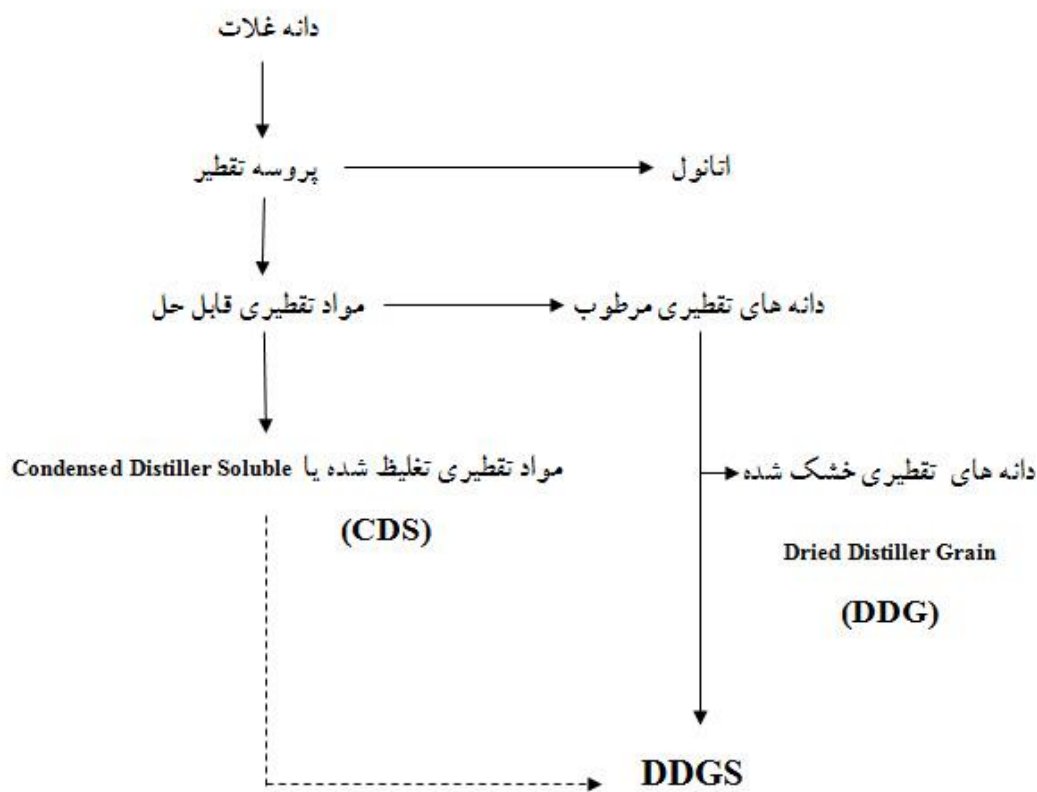 دانه غلات
پروسه تقطیر
اتانول
مواد تقطیری قابل حل
دانه های تقطیری مرطوب
مواد تقطیری تغلیظ شده یا Condensed Distiller Soluble
(CDS)
دانه های تقطیری خشک شده
Dried Distiller Grain
(DDG)
DDGS